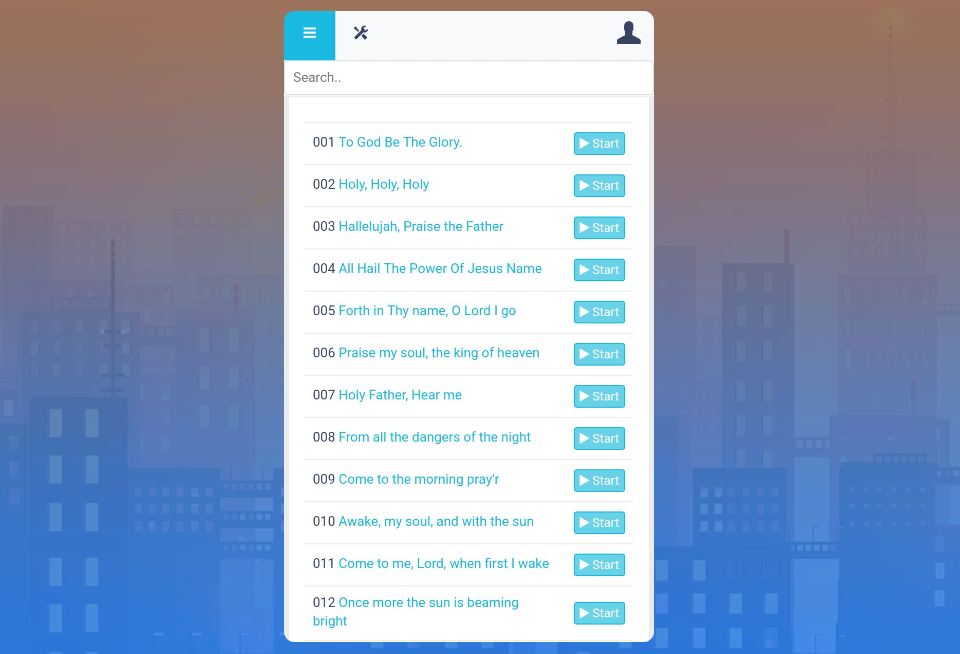 Search..
001 To God Be The Glory. Start
002 Holy, Holy, Holy Start
003 Hallelujah, Praise the Father Start
004 All Hail The Power Of Jesus Name Start
005 Forth in Thy name, O Lord I go Start
006 Praise my soul, the king of heaven Start
007 Holy Father, Hear me Start
008 From all the dangers of the night Start
009 Come to the morning pray'r Start
010 Awake, my soul, and with the sun Start
011 Come to me, Lord, when first I wake Start
012 Once more the sun is beaming
bright Start